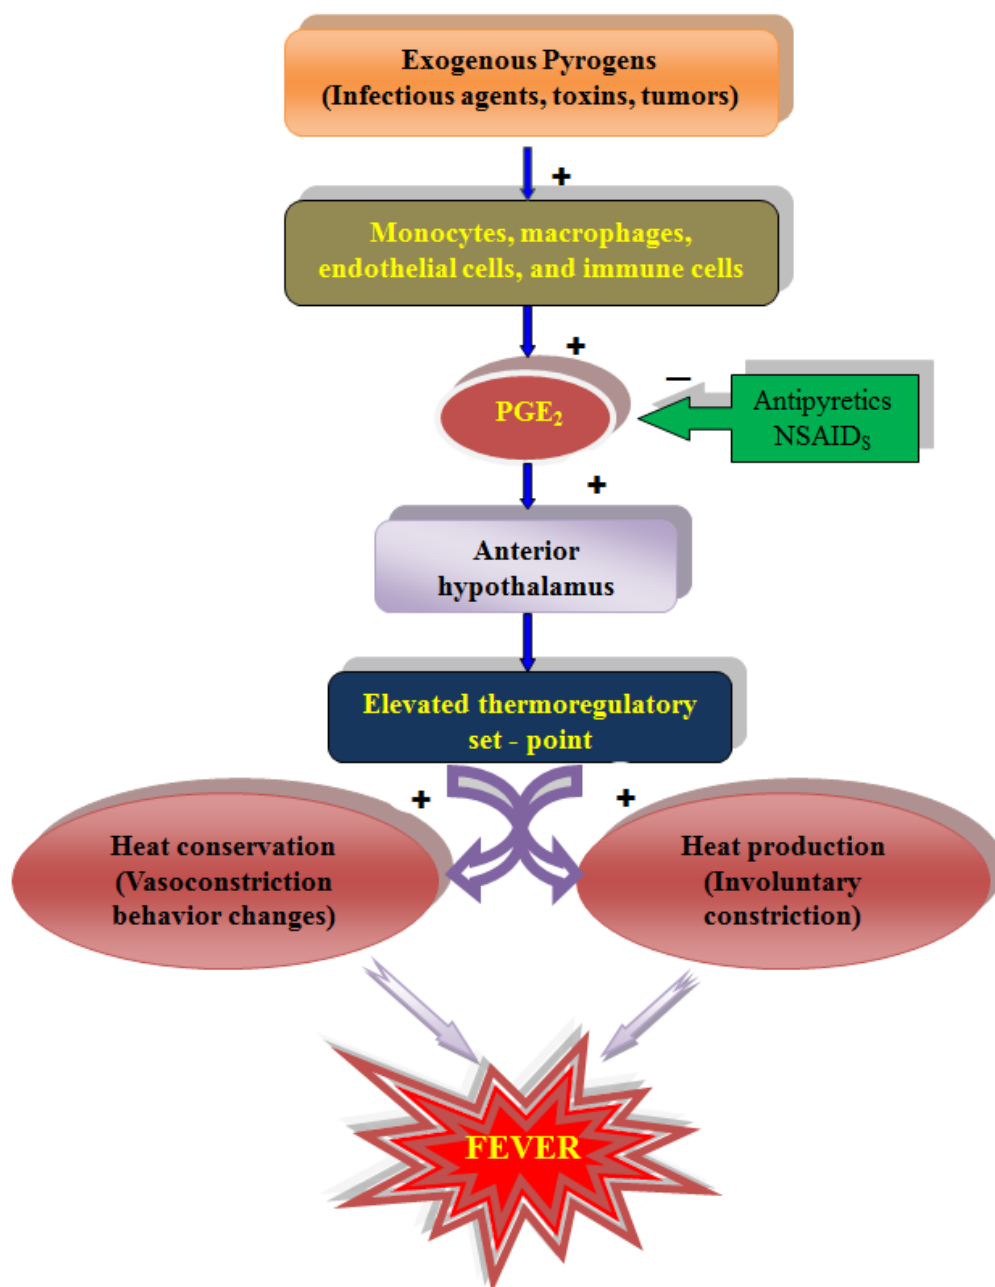 Exogenous Pyrogens
(Infectious agents, toxins, tumors)
+
Monocytes, macrophages,
endothelial cells, and immune cells
+
PGE₂
–
Antipyretics
NSAIDs
+
Anterior
hypothalamus
Elevated thermoregulatory
set - point
+
+
Heat conservation
(Vasoconstriction
behavior changes)
Heat production
(Involuntary
constriction)
FEVER